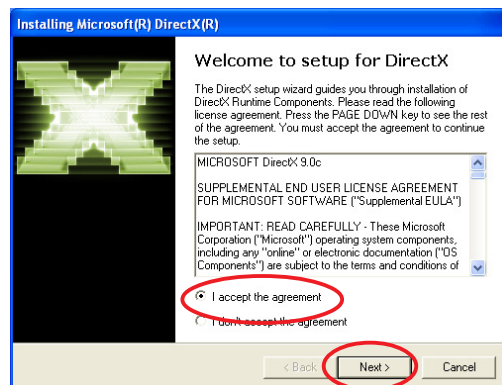 Installing Microsoft(R) DirectX(R)
Welcome to setup for DirectX
The DirectX setup wizard guides you through installation of
DirectX Runtime Components. Please read the following
license agreement. Press the PAGE DOWN key to see the rest
of the agreement. You must accept the agreement to continue
the setup.
MICROSOFT DirectX 9.0c
SUPPLEMENTAL END USER LICENSE AGREEMENT
FOR MICROSOFT SOFTWARE ("Supplemental EULA")
IMPORTANT: READ CAREFULLY - These Microsoft
Corporation ("Microsoft") operating system components,
including any "online" or electronic documentation ("OS
Components") are subject to the terms and conditions of
I accept the agreement
I don't accept the agreement
< Back Next > Cancel